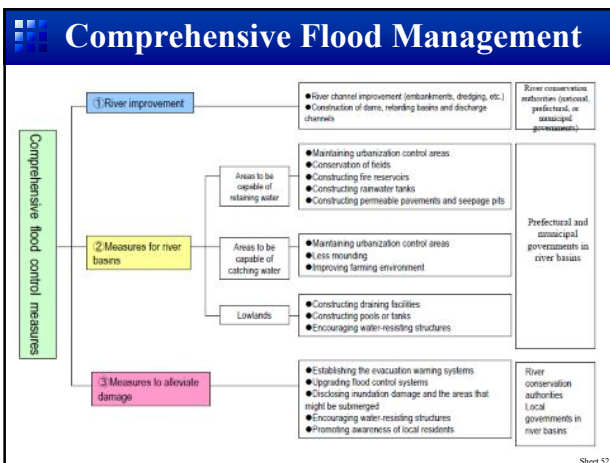 Comprehensive Flood Management
Comprehensive flood control measures
①River improvement
●River channel improvement (embankments, dredging, etc.)
●Construction of dams, retarding basins and discharge
channels
River conservation
authorities (national,
prefectural, or
municipal
governments)
②Measures for river
basins
Areas to be
capable of
retaining water
●Maintaining urbanization control areas
●Conservation of fields
●Constructing fire reservoirs
●Constructing rainwater tanks
●Constructing permeable pavements and seepage pits
Areas to be
capable of
catching water
●Maintaining urbanization control areas
●Less mounding
●Improving farming environment
Lowlands
●Constructing draining facilities
●Constructing pools or tanks
●Encouraging water-resisting structures
Prefectural and
municipal
governments in
river basins
③Measures to alleviate
damage
●Establishing the evacuation warning systems
●Upgrading flood control systems
●Disclosing inundation damage and the areas that
might be submerged
●Encouraging water-resisting structures
●Promoting awareness of local residents
River
conservation
authorities
Local
governments in
river basins
Sheet 52